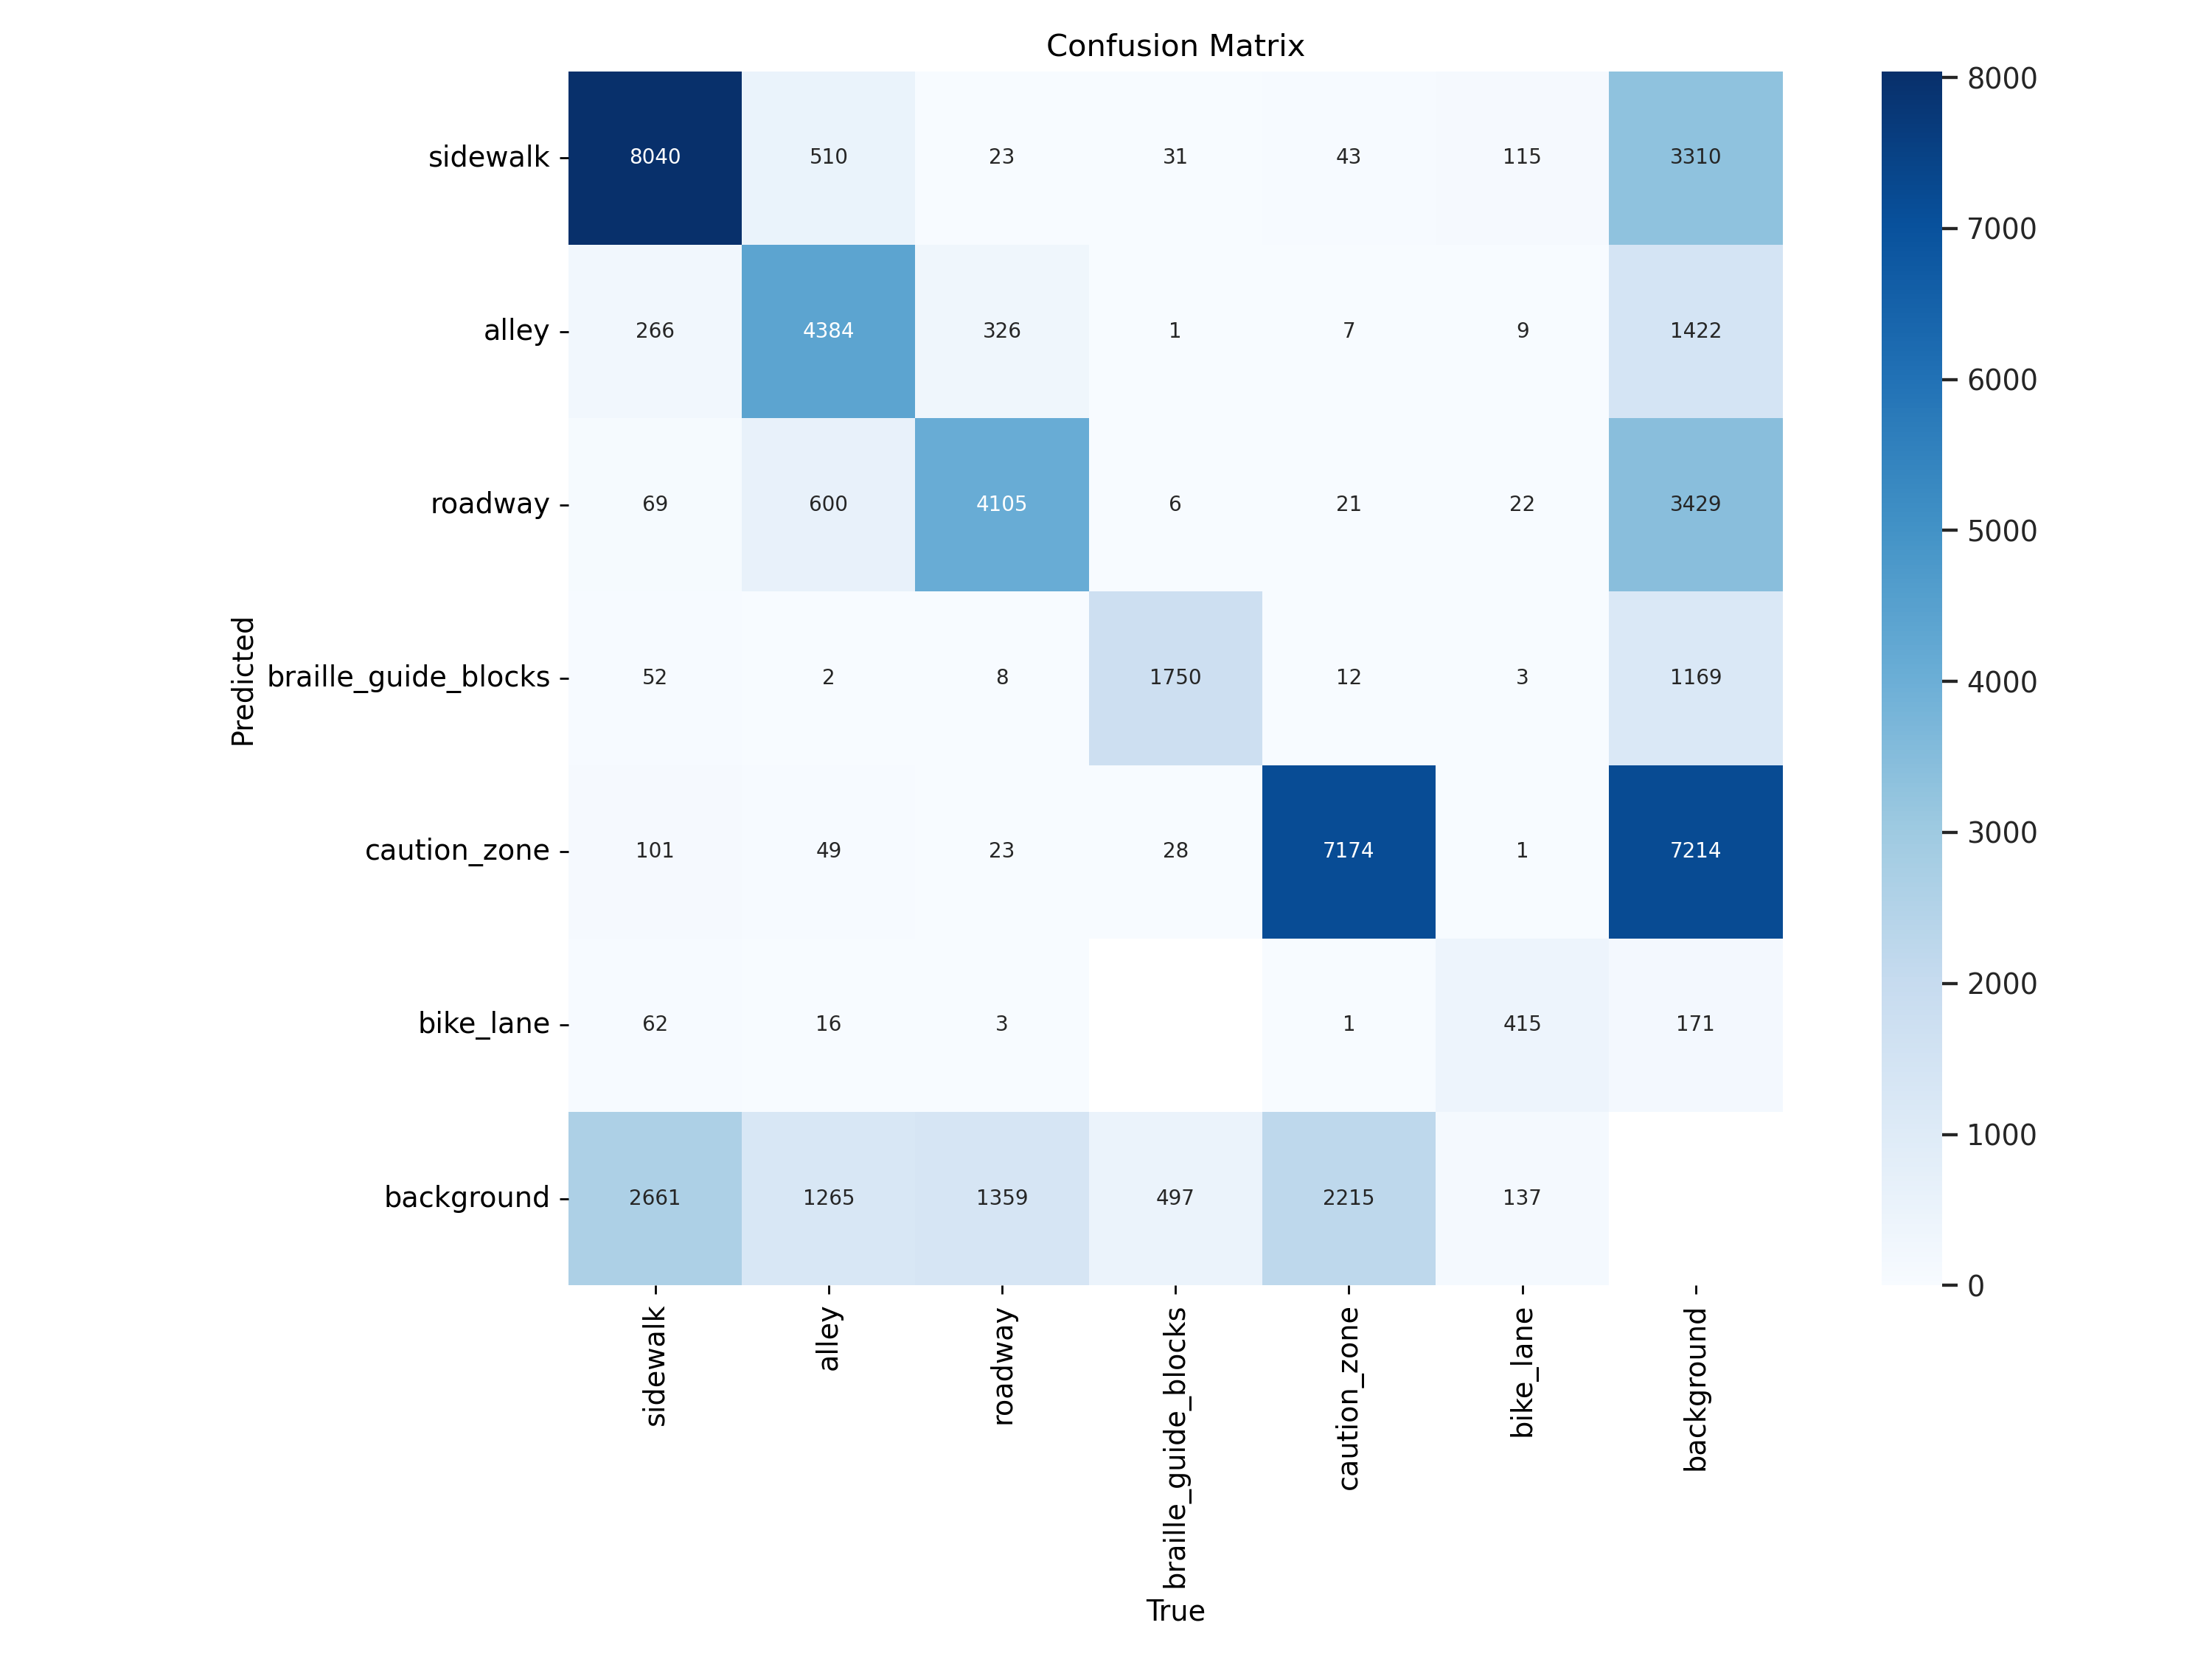 Confusion Matrix
sidewalk 8040 510 23 31 43 115 3310
alley 266 4384 326 1 7 9 1422
roadway 69 600 4105 6 21 22 3429
braille_guide_blocks 52 2 8 1750 12 3 1169
caution_zone 101 49 23 28 7174 1 7214
bike_lane 62 16 3 1 415 171
background 2661 1265 1359 497 2215 137
Predicted
sidewalk alley roadway braille_guide_blocks caution_zone bike_lane background
True
8000
7000
6000
5000
4000
3000
2000
1000
0